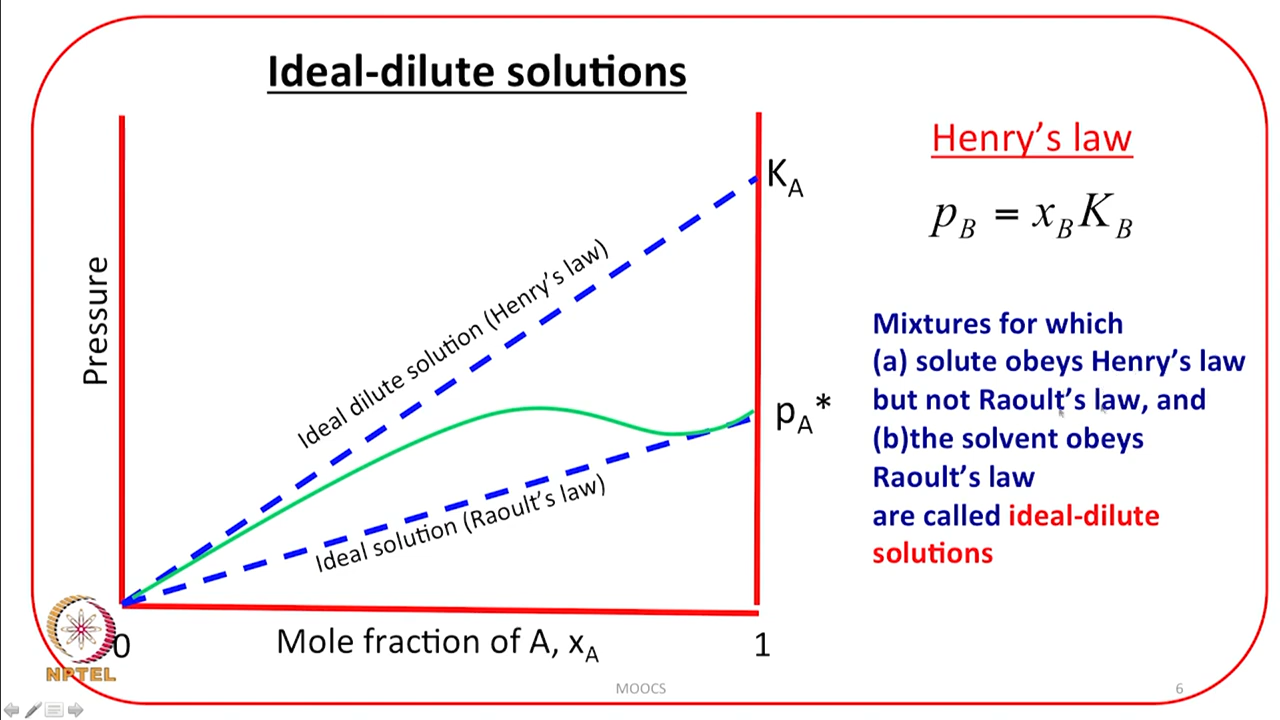 Ideal-dilute solutions
Pressure
Ideal dilute solution (Henry's law)
Ideal solution (Raoult's law)
K_A
p_A*
0
Mole fraction of A, x_A
1
Henry's law
p_B = x_B K_B
Mixtures for which
(a) solute obeys Henry's law
but not Raoult's law, and
(b)the solvent obeys
Raoult's law
are called ideal-dilute
solutions
NPTEL
MOOCS
6